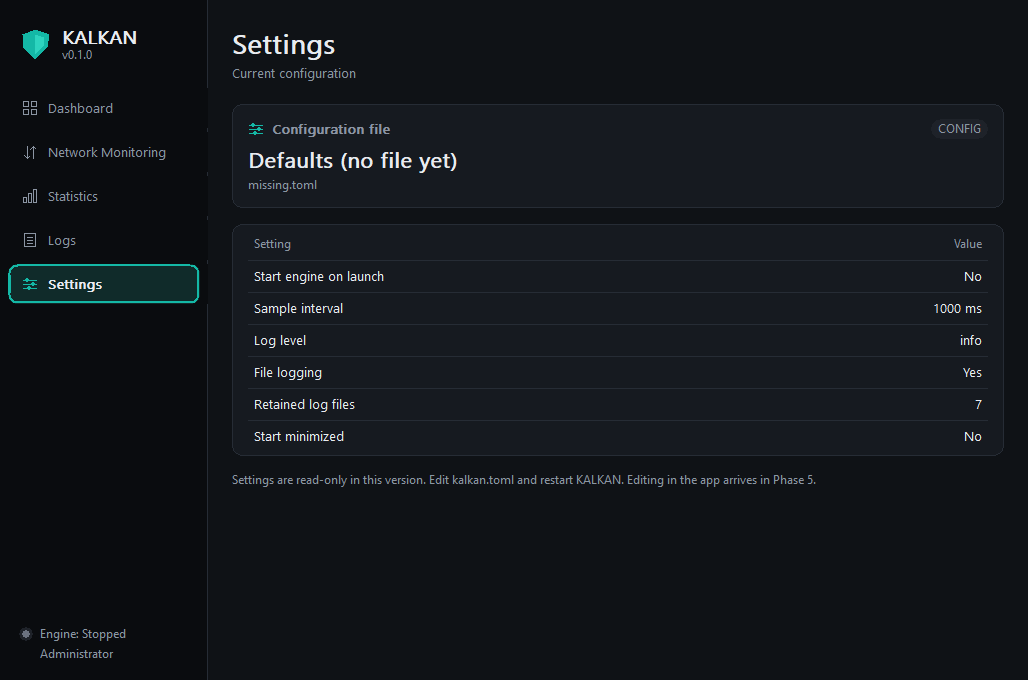 KALKAN
v0.1.0
Dashboard
Network Monitoring
Statistics
Logs
Settings
Engine: Stopped
Administrator
Settings
Current configuration
Configuration file
CONFIG
Defaults (no file yet)
missing.toml
Setting Value
Start engine on launch No
Sample interval 1000 ms
Log level info
File logging Yes
Retained log files 7
Start minimized No
Settings are read-only in this version. Edit kalkan.toml and restart KALKAN. Editing in the app arrives in Phase 5.